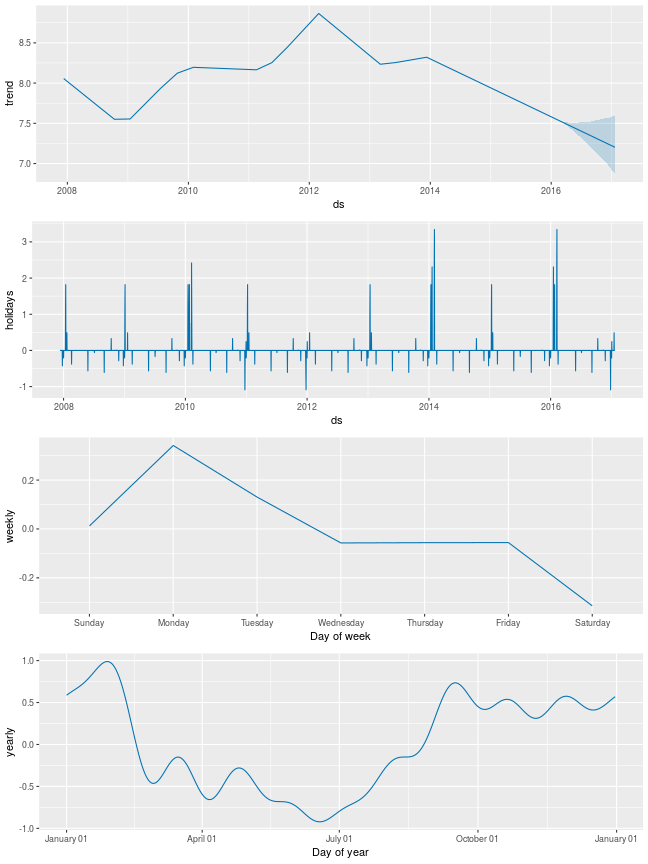 8.5
8.0
7.5
7.0
trend
2008 2010 2012 2014 2016
ds
3
2
1
0
-1
holidays
2008 2010 2012 2014 2016
ds
0.2
0.0
-0.2
weekly
Sunday Monday Tuesday Wednesday Thursday Friday Saturday
Day of week
1.0
0.5
0.0
-0.5
-1.0
yearly
January 01 April 01 July 01 October 01 January 01
Day of year